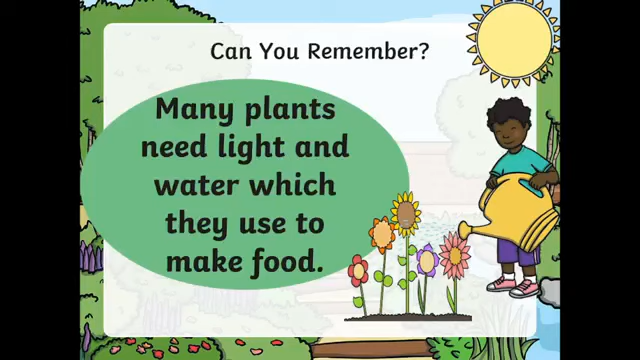 Can You Remember?
Many plants
need light and
water which
they use to
make food.